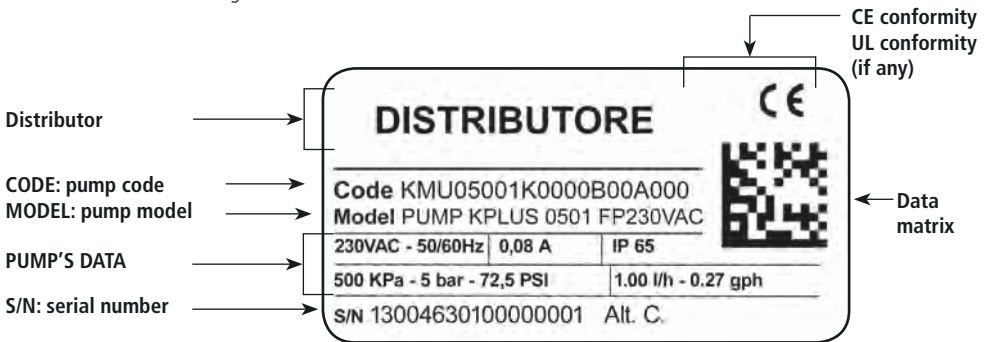 CE conformity
UL conformity
(if any)
Distributor
DISTRIBUTORE
CE
CODE: pump code
MODEL: pump model
Code KMU05001K0000B00A000
Model PUMP KPLUS 0501 FP230VAC
Data
matrix
PUMP'S DATA
230VAC - 50/60Hz 0,08 A IP 65
500 KPa - 5 bar - 72,5 PSI 1.00 l/h - 0.27 gph
S/N: serial number
S/N 13004630100000001 Alt. C.